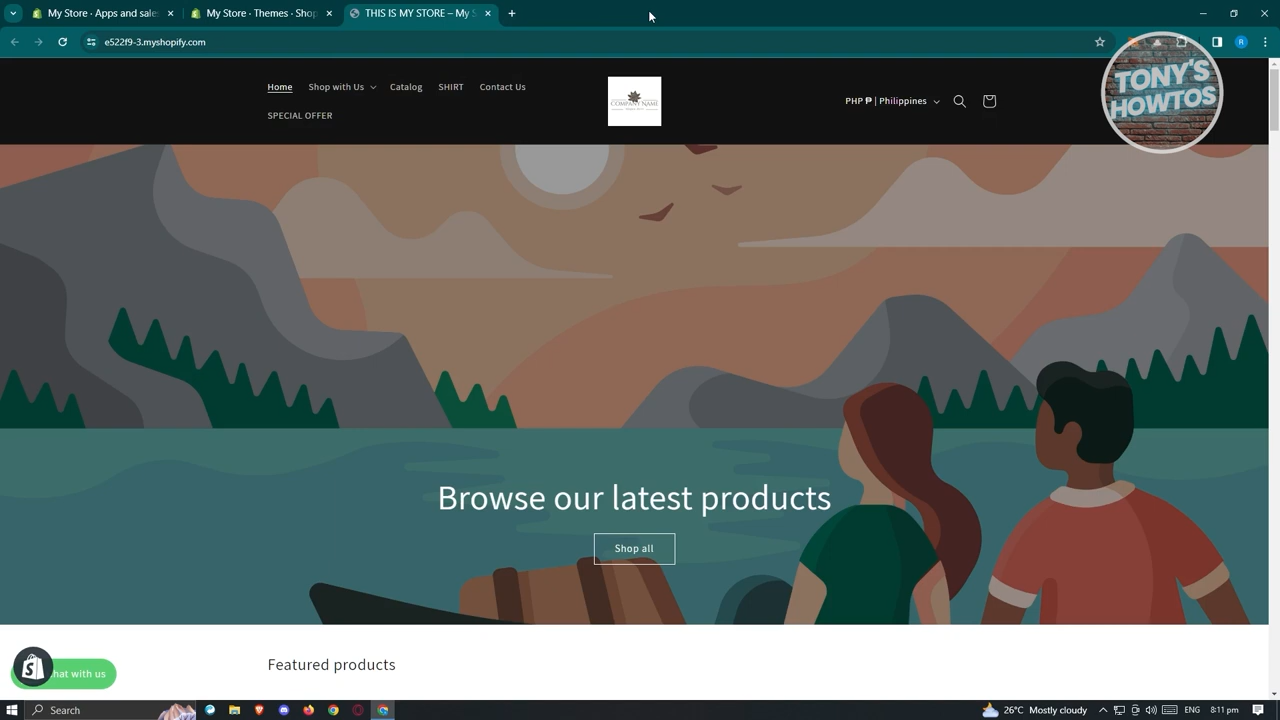 My Store · Apps and sale
My Store · Themes · Shop
THIS IS MY STORE – My S
e522f9-3.myshopify.com
Home
Shop with Us
Catalog
SHIRT
Contact Us
SPECIAL OFFER
COMPANY NAME
PHP ₱ | Philippines
R
TONY'S
HOWTOS
Browse our latest products
Shop all
Featured products
hat with us
Search
26°C Mostly cloudy
ENG
8:11 pm